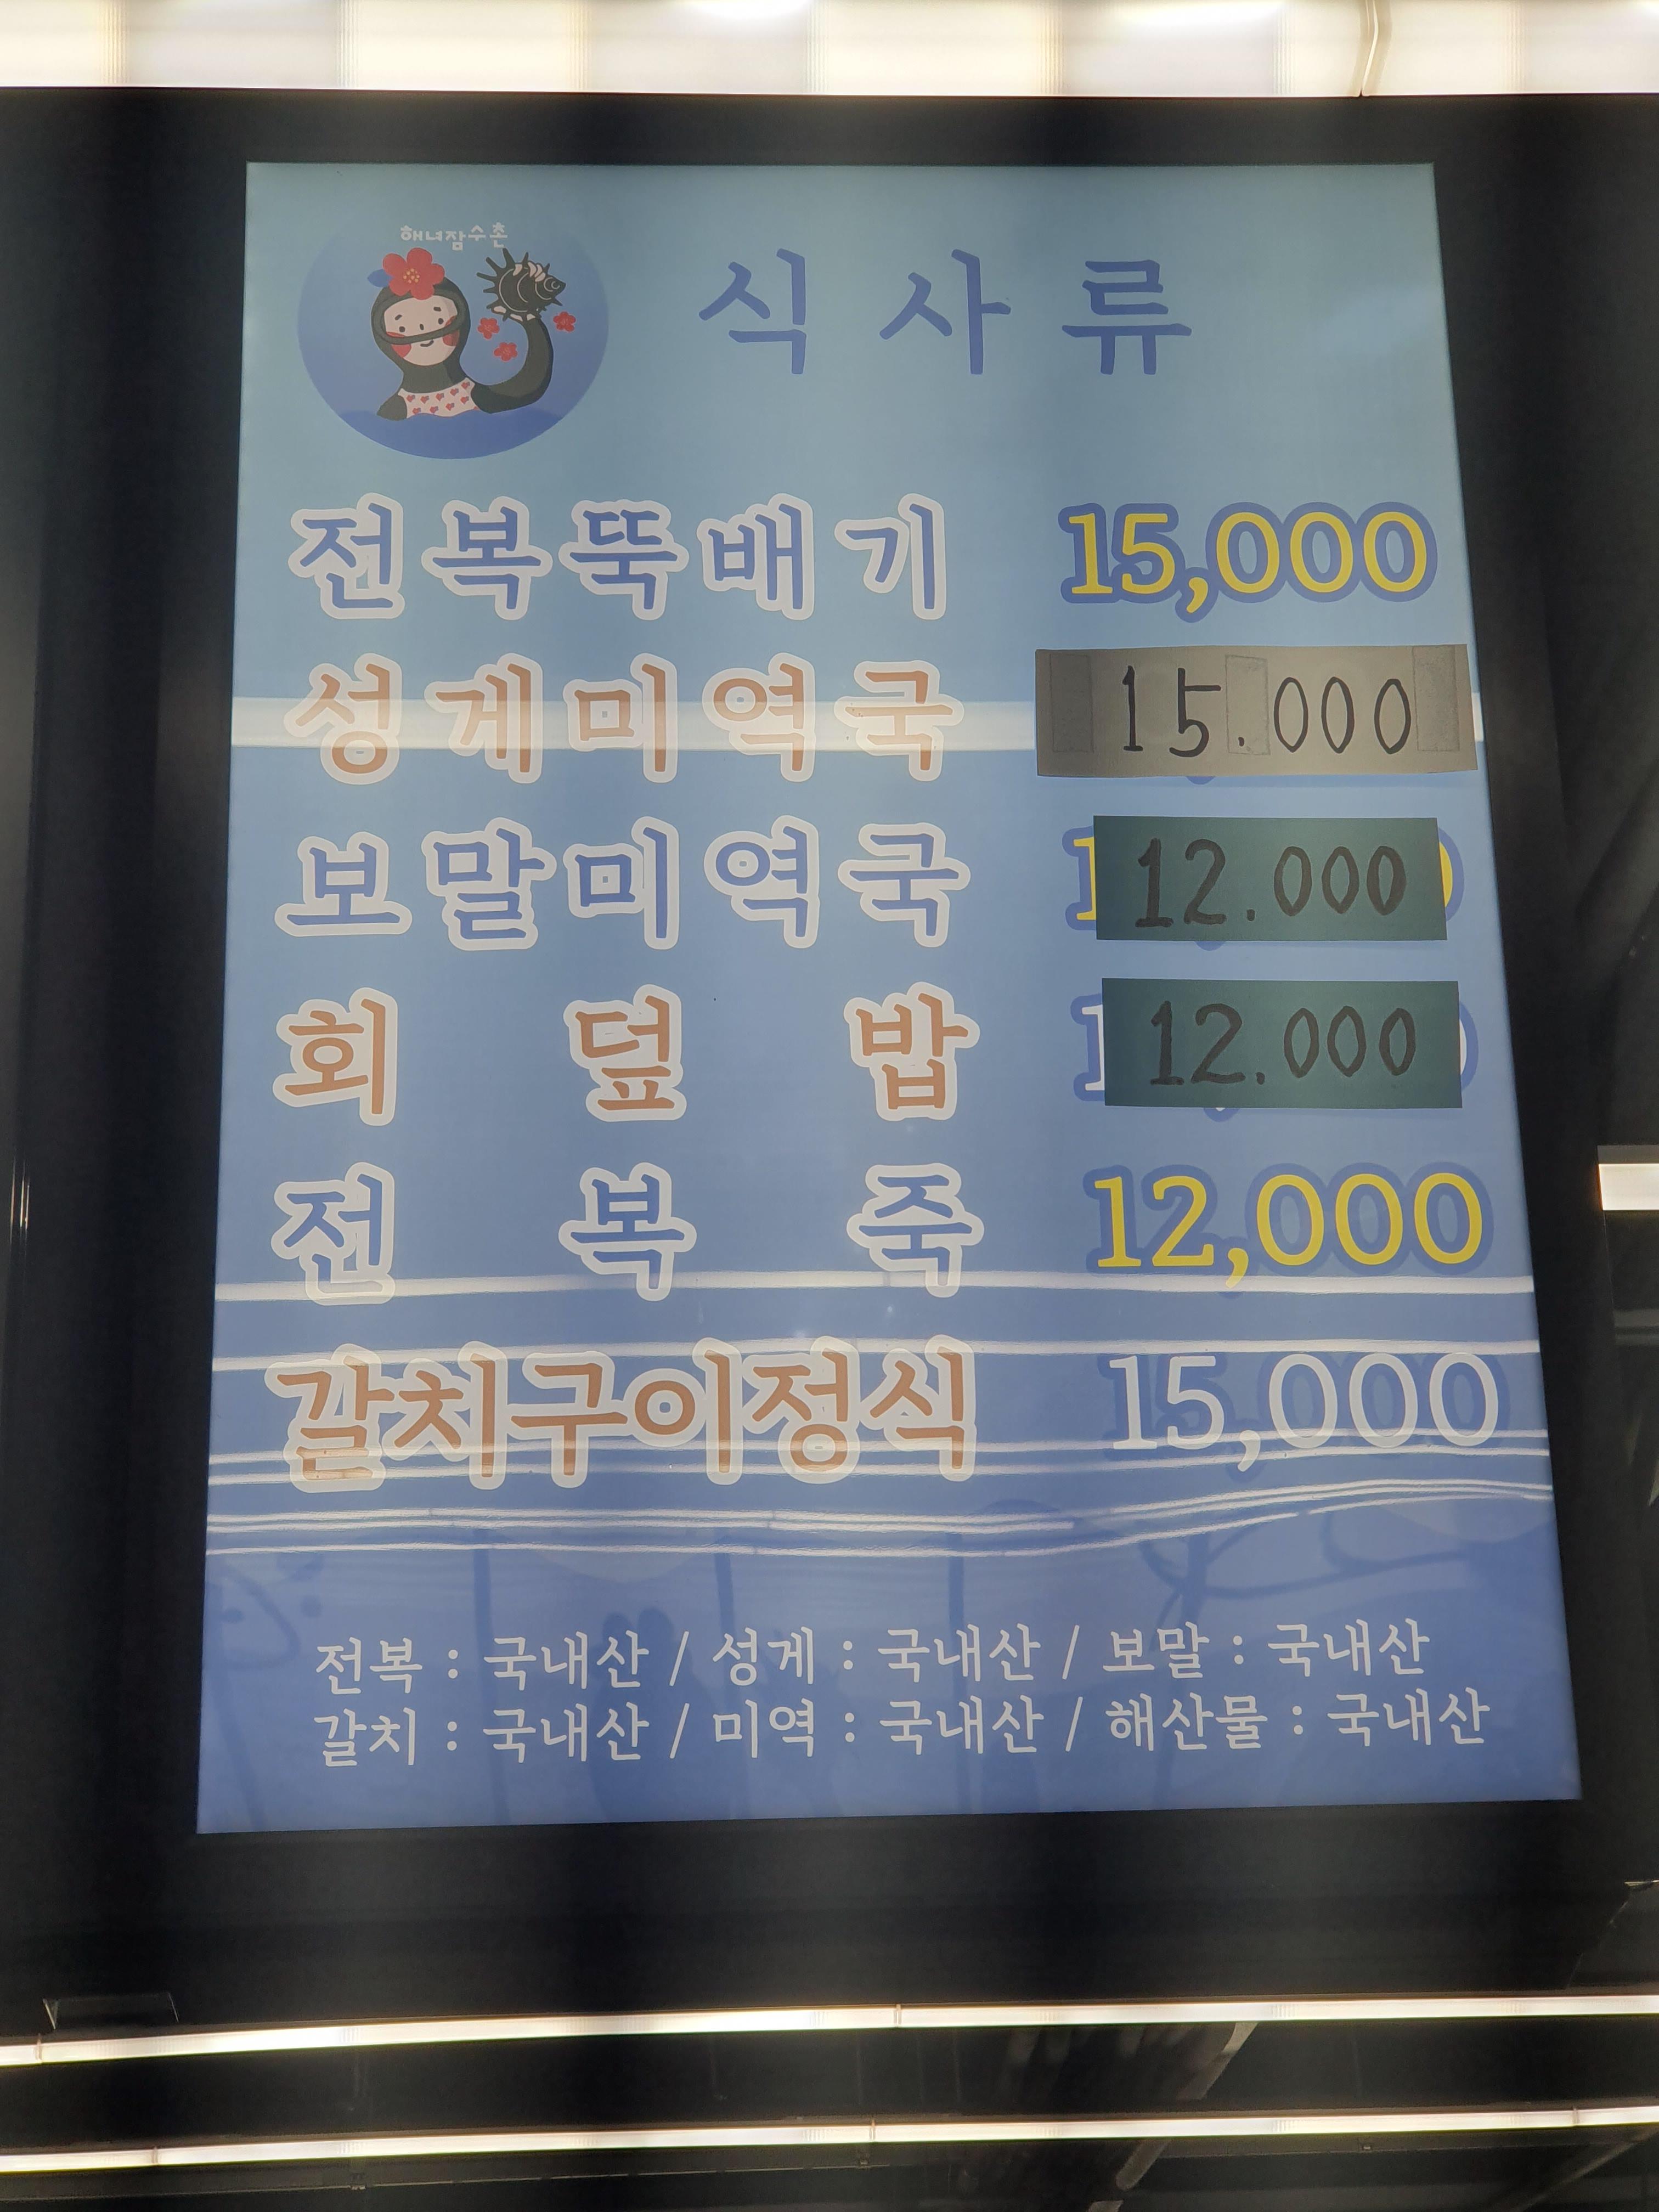 해녀잠수촌
식사류
전복뚝배기 15,000
성게미역국 15.000
보말미역국 12.000
회덮밥 12.000
전복죽 12,000
갈치구이정식 15,000
전복 : 국내산 / 성게 : 국내산 / 보말 : 국내산
갈치 : 국내산 / 미역 : 국내산 / 해산물 : 국내산